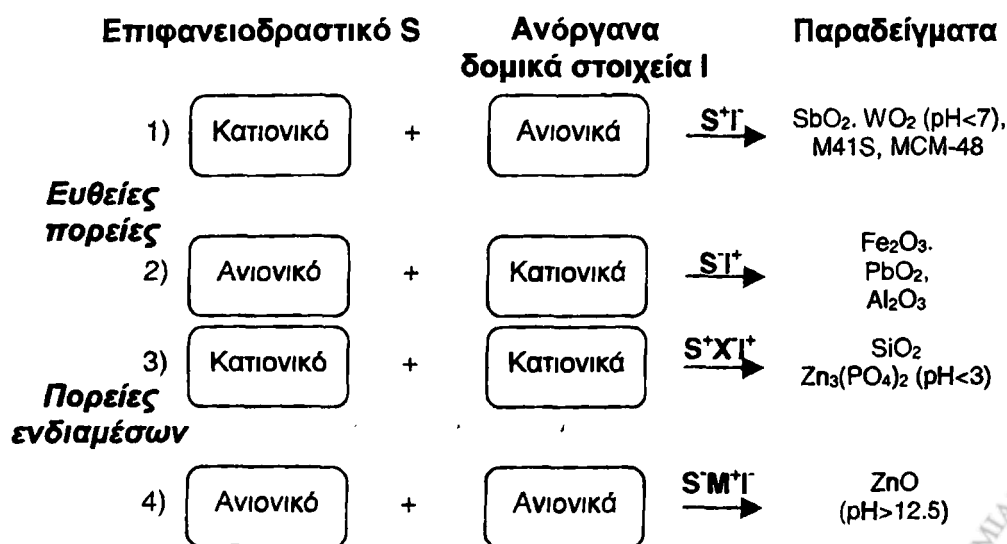 Επιφανειοδραστικό S Ανόργανα δομικά στοιχεία I Παραδείγματα
1) Κατιονικό + Ανιονικά S⁺I⁻ SbO₂. WO₂ (pH<7),
M41S, MCM-48
Ευθείες
πορείες
2) Ανιονικό + Κατιονικά S⁻I⁺ Fe₂O₃.
PbO₂,
Al₂O₃
3) Κατιονικό + Κατιονικά S⁺X⁻I⁺ SiO₂
Zn₃(PO₄)₂ (pH<3)
Πορείες
ενδιαμέσων
4) Ανιονικό + Ανιονικά S⁻M⁺I⁻ ZnO
(pH>12.5)